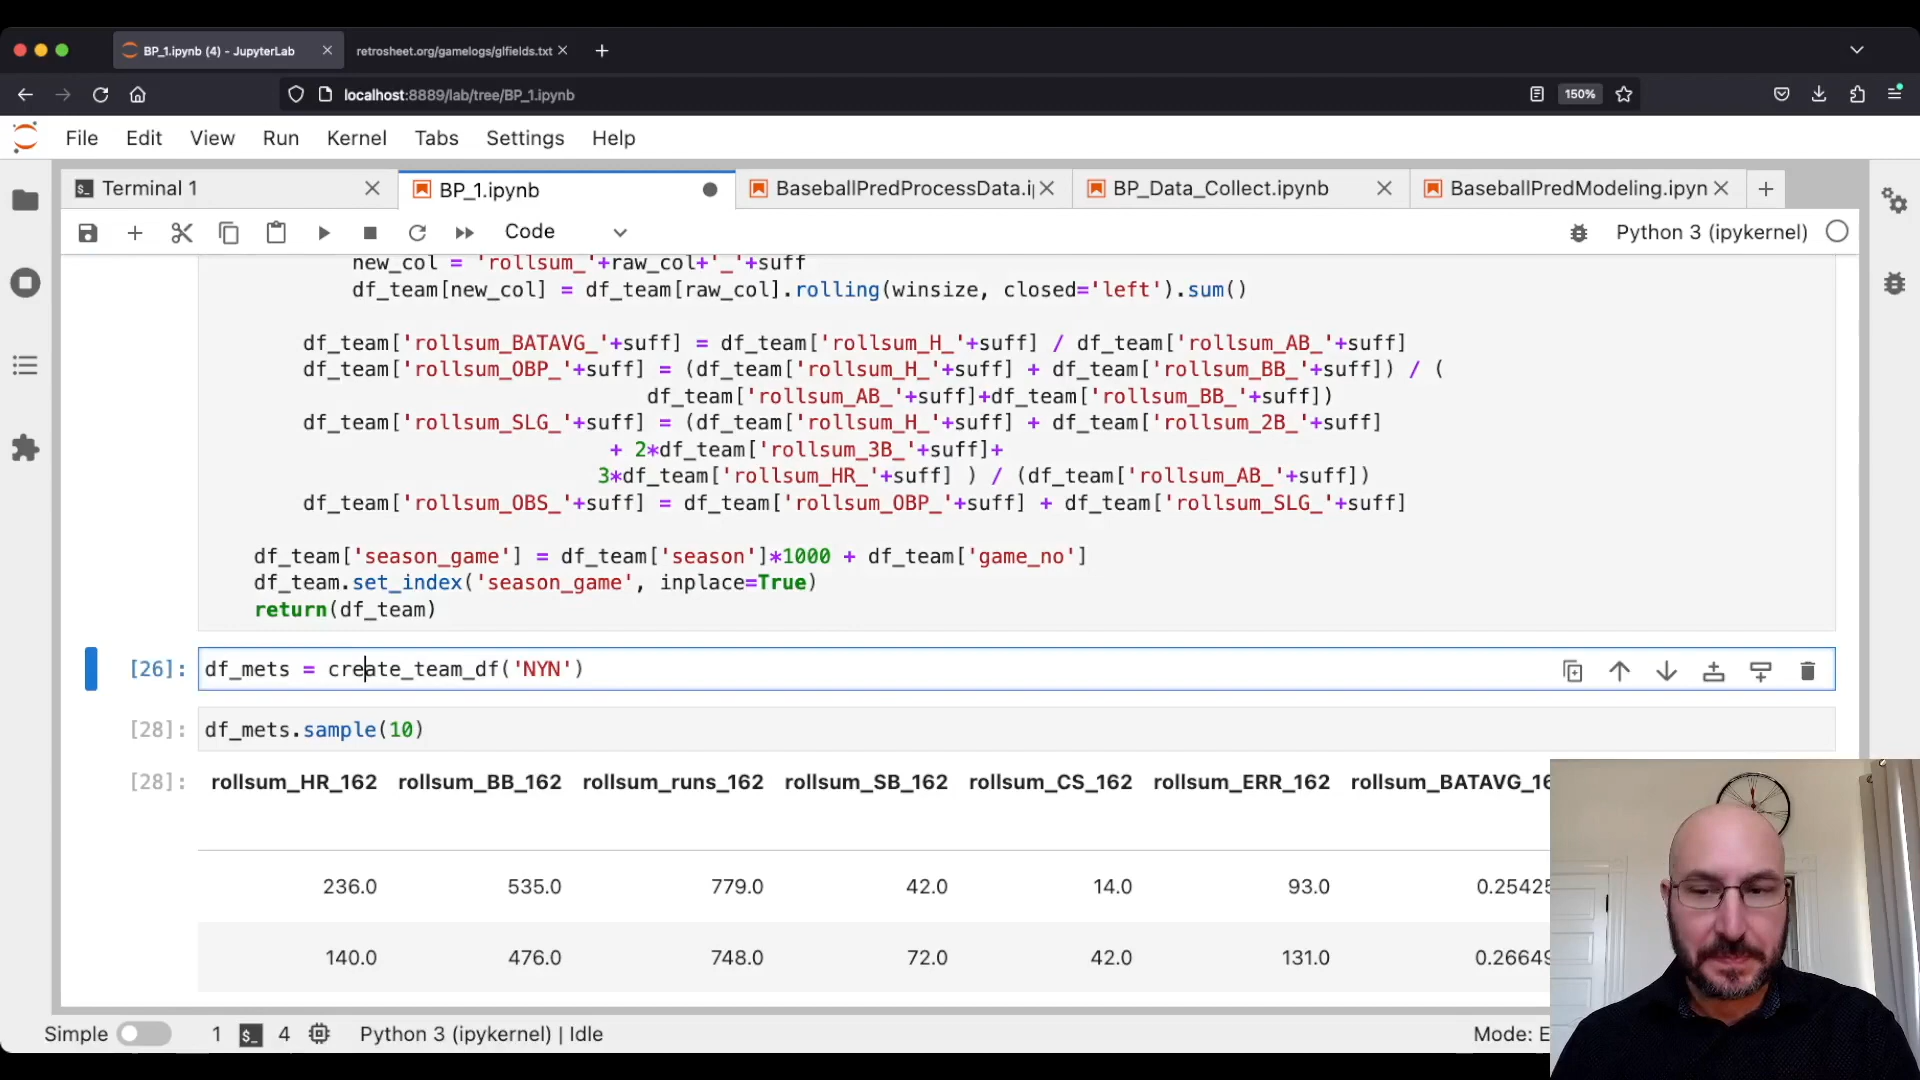 BP_1.ipynb (4) - JupyterLab
retrosheet.org/gamelogs/glfields.txt
localhost:8889/lab/tree/BP_1.ipynb
150%
File Edit View Run Kernel Tabs Settings Help
Terminal 1
BP_1.ipynb
BaseballPredProcessData.i
BP_Data_Collect.ipynb
BaseballPredModeling.ipyn
Code
Python 3 (ipykernel)
new_col = 'rollsum_'+raw_col+'_'+suff
df_team[new_col] = df_team[raw_col].rolling(winsize, closed='left').sum()
df_team['rollsum_BATAVG_'+suff] = df_team['rollsum_H_'+suff] / df_team['rollsum_AB_'+suff]
df_team['rollsum_OBP_'+suff] = (df_team['rollsum_H_'+suff] + df_team['rollsum_BB_'+suff]) / (
df_team['rollsum_AB_'+suff]+df_team['rollsum_BB_'+suff])
df_team['rollsum_SLG_'+suff] = (df_team['rollsum_H_'+suff] + df_team['rollsum_2B_'+suff]
+ 2*df_team['rollsum_3B_'+suff]+
3*df_team['rollsum_HR_'+suff] ) / (df_team['rollsum_AB_'+suff])
df_team['rollsum_OBS_'+suff] = df_team['rollsum_OBP_'+suff] + df_team['rollsum_SLG_'+suff]
df_team['season_game'] = df_team['season']*1000 + df_team['game_no']
df_team.set_index('season_game', inplace=True)
return(df_team)
[26]: df_mets = create_team_df('NYN')
[28]: df_mets.sample(10)
[28]: rollsum_HR_162 rollsum_BB_162 rollsum_runs_162 rollsum_SB_162 rollsum_CS_162 rollsum_ERR_162 rollsum_BATAVG_16
236.0 535.0 779.0 42.0 14.0 93.0 0.25425
140.0 476.0 748.0 72.0 42.0 131.0 0.26649
Simple 1 $_ 4 Python 3 (ipykernel) | Idle Mode: E